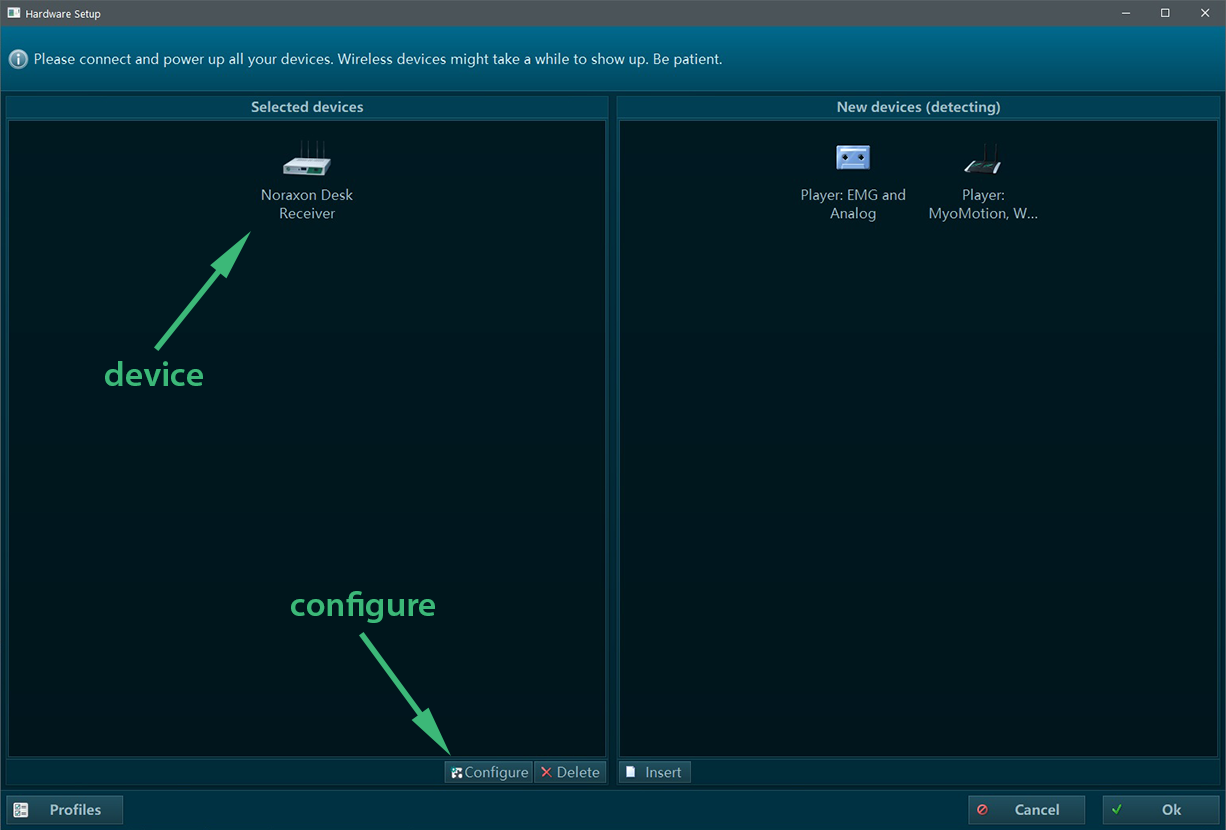 Hardware Setup
Please connect and power up all your devices. Wireless devices might take a while to show up. Be patient.
Selected devices
New devices (detecting)
Noraxon Desk
Receiver
Player: EMG and
Analog
Player:
MyoMotion, W...
device
configure
Configure
Delete
Insert
Profiles
Cancel
Ok